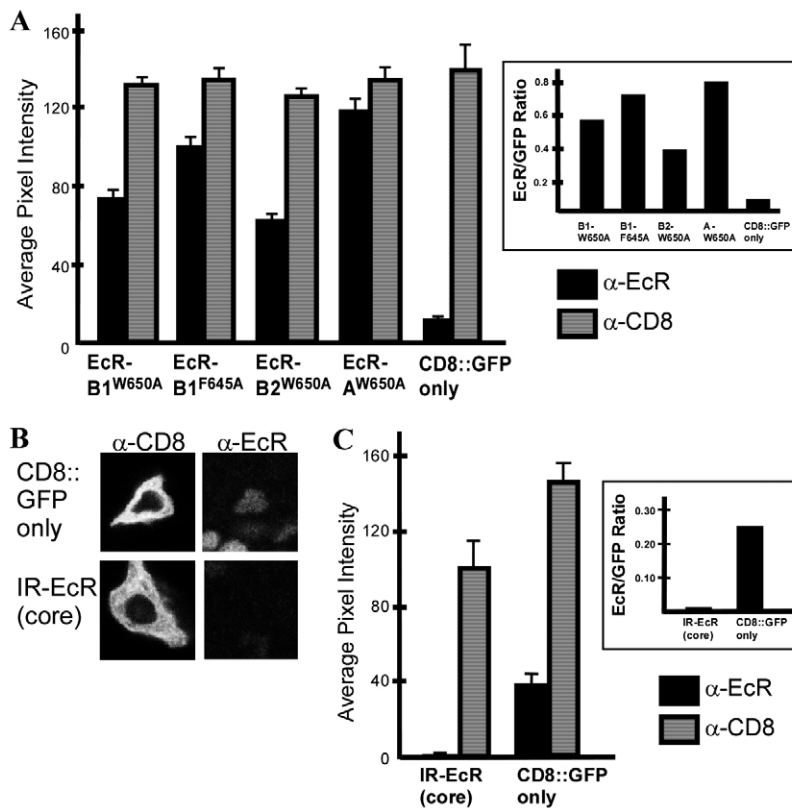 A
Average Pixel Intensity
160
120
80
40
0
EcR-
B1W650A
EcR-
B1F645A
EcR-
B2W650A
EcR-
AW650A
CD8::GFP
only
EcR/GFP Ratio
0.8
0.6
0.4
0.2
B1-
W650A
B1-
F645A
B2-
W650A
A -
W650A
CD8::GFP
only
α-EcR
α-CD8
B
α-CD8
α-EcR
CD8::
GFP
only
IR-EcR
(core)
C
Average Pixel Intensity
160
120
80
40
0
IR-EcR
(core)
CD8::GFP
only
EcR/GFP Ratio
0.30
0.20
0.10
IR-EcR
(core)
CD8::GFP
only
α-EcR
α-CD8